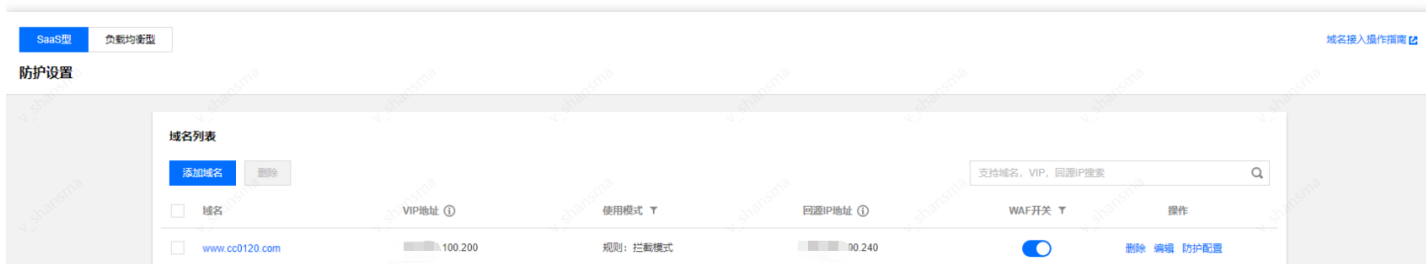 SaaS型 负载均衡型 域名接入操作指南
防护设置
域名列表
添加域名 删除 支持域名，VIP，回源IP搜索
域名 VIP地址 使用模式 回源IP地址 WAF开关 操作
www.cc0120.com 100.200 规则：拦截模式 00.240 删除 编辑 防护配置
v_shansma